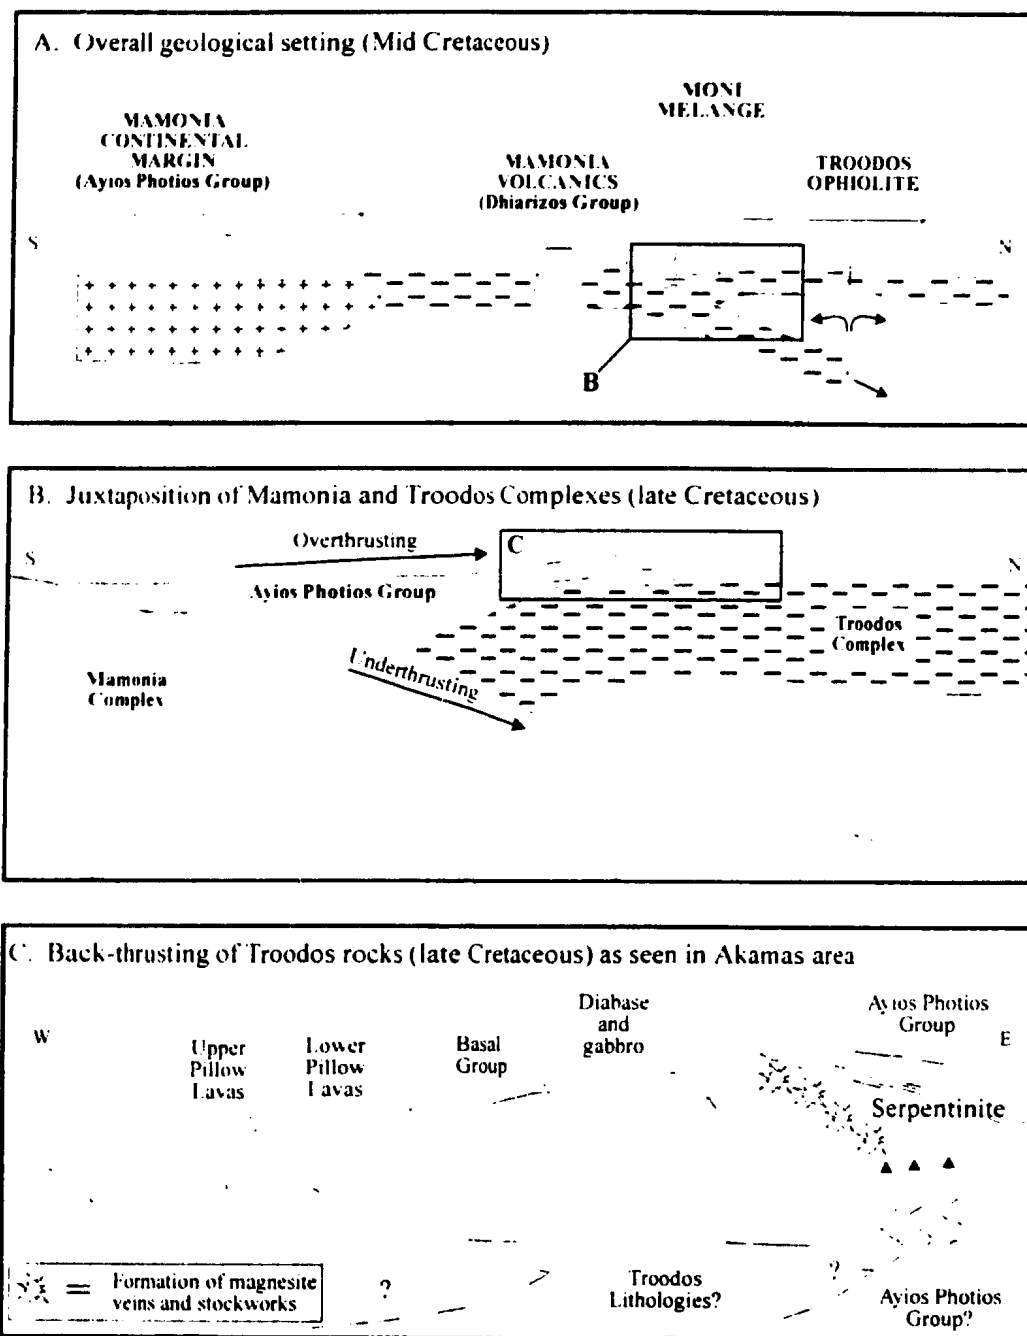 A. Overall geological setting (Mid Cretaceous)
MONI
MELANGE
MAMONIA
CONTINENTAL
MARGIN
(Ayios Photios Group)
MAMONIA
VOLCANICS
(Dhiarizos Group)
TROODOS
OPHIOLITE
S
N
B
B. Juxtaposition of Mamonia and Troodos Complexes (late Cretaceous)
Overthrusting
C
S
N
Ayios Photios Group
Troodos
Complex
Underthrusting
Mamonia
Complex
C. Back-thrusting of Troodos rocks (late Cretaceous) as seen in Akamas area
Diabase
and
gabbro
Ayios Photios
Group
W
E
Upper
Pillow
Lavas
Lower
Pillow
Lavas
Basal
Group
Serpentinite
= Formation of magnesite
veins and stockworks
?
Troodos
Lithologies?
?
Ayios Photios
Group?